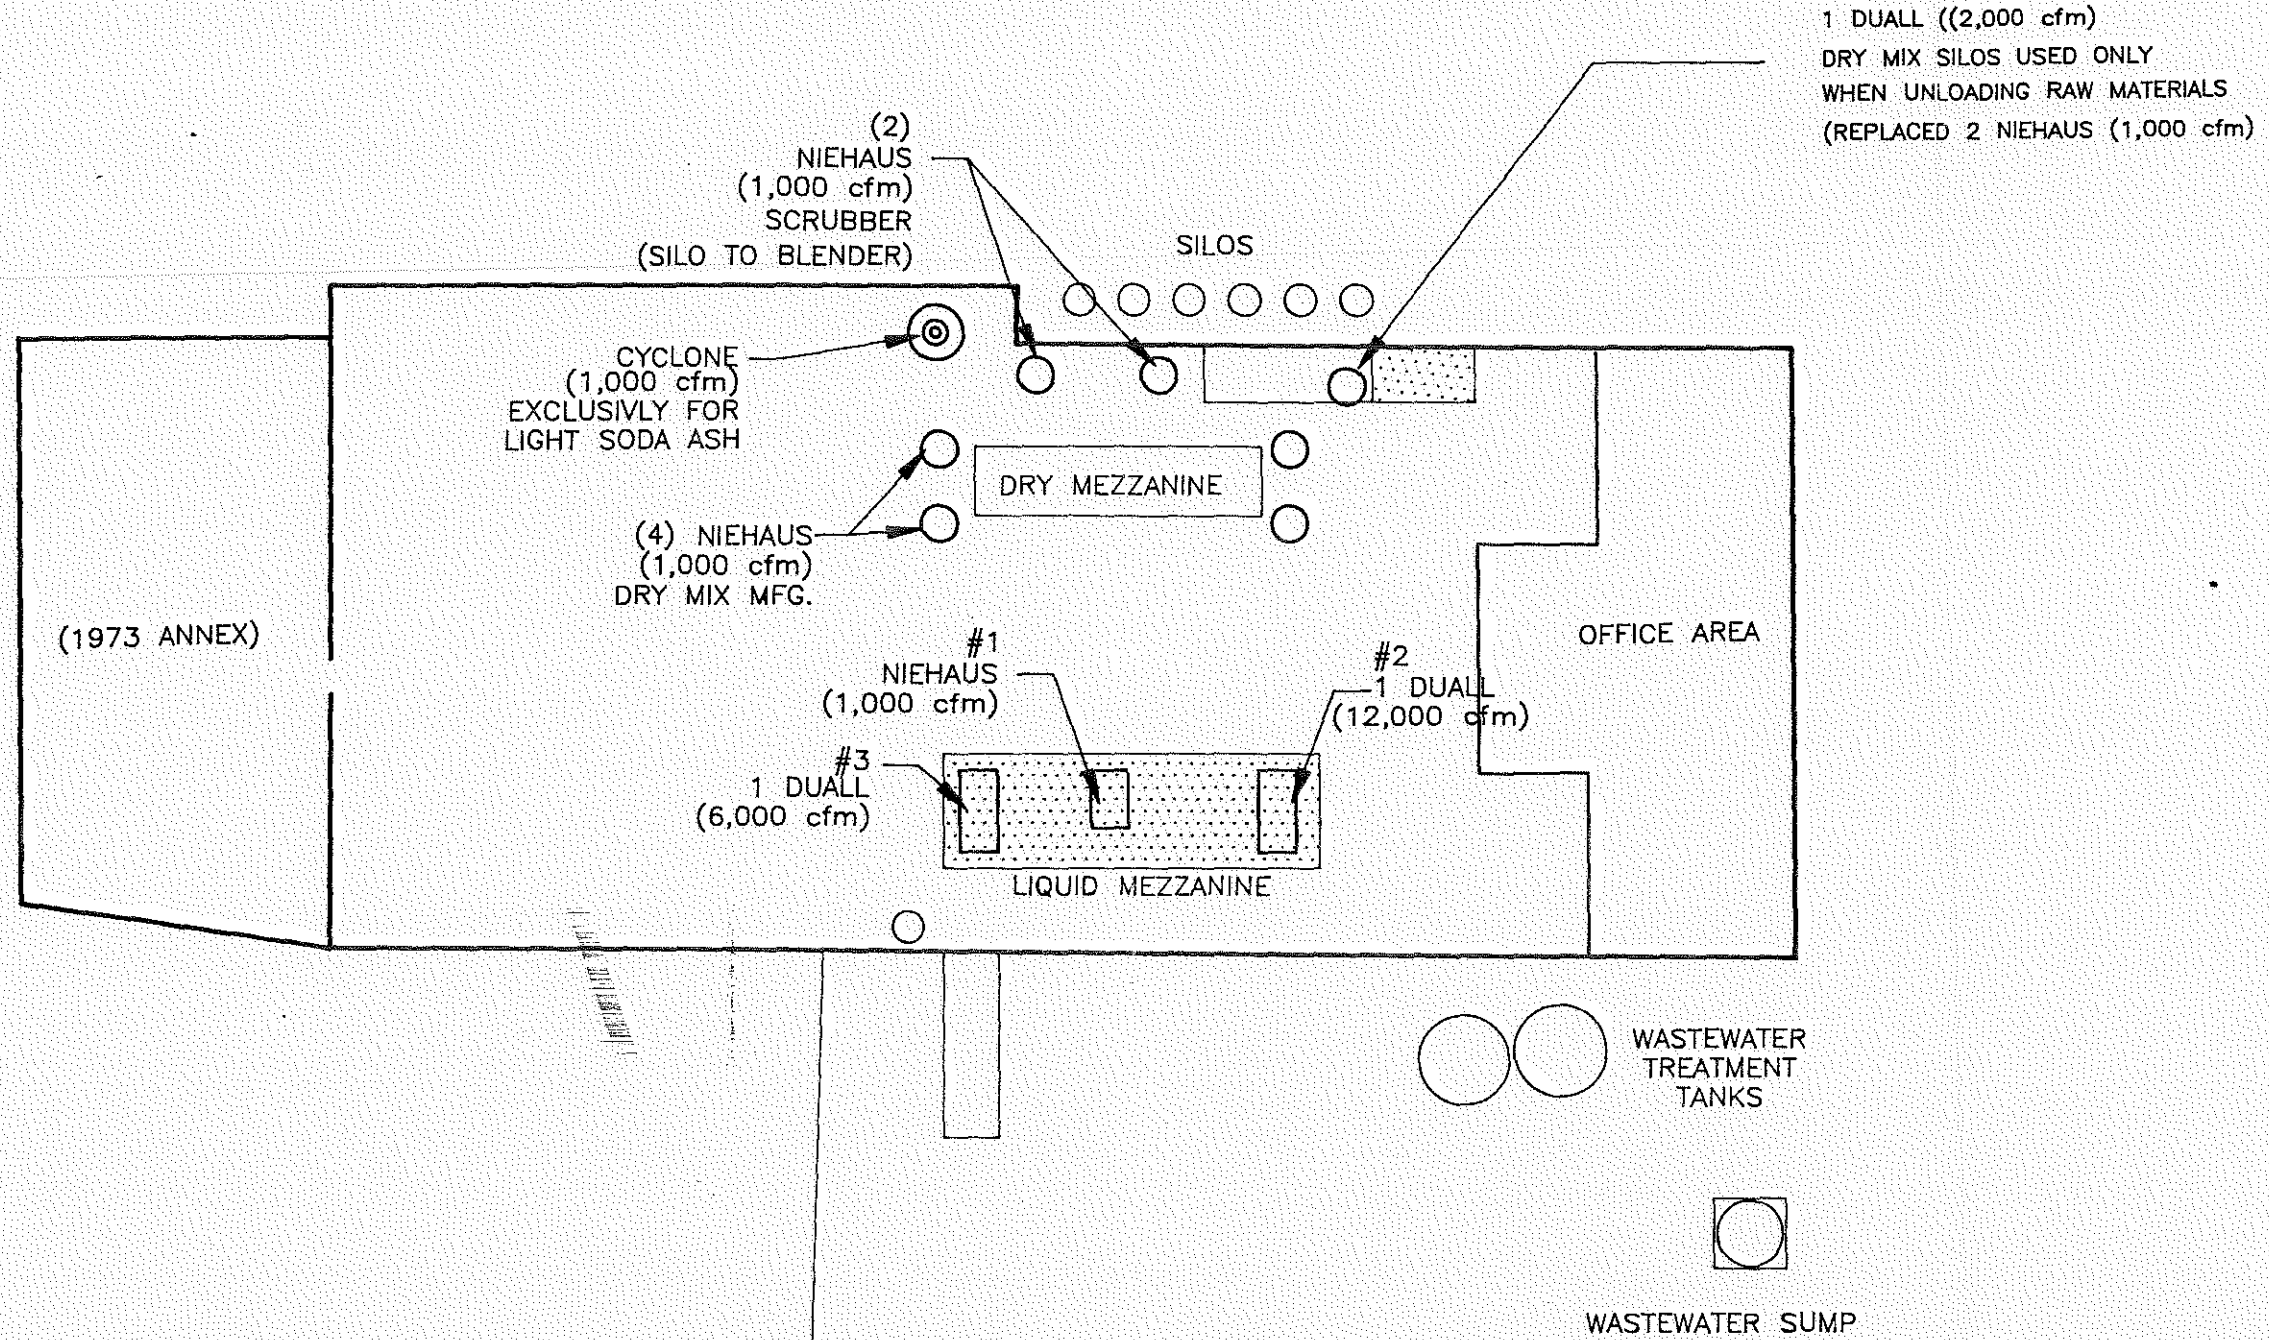 1 DUALL ((2,000 cfm)
DRY MIX SILOS USED ONLY
WHEN UNLOADING RAW MATERIALS
(REPLACED 2 NIEHAUS (1,000 cfm)
(2)
NIEHAUS
(1,000 cfm)
SCRUBBER
(SILO TO BLENDER)
SILOS
CYCLONE
(1,000 cfm)
EXCLUSIVLY FOR
LIGHT SODA ASH
DRY MEZZANINE
(4) NIEHAUS
(1,000 cfm)
DRY MIX MFG.
(1973 ANNEX)
OFFICE AREA
#1
NIEHAUS
(1,000 cfm)
#2
1 DUALL
(12,000 cfm)
#3
1 DUALL
(6,000 cfm)
LIQUID MEZZANINE
WASTEWATER
TREATMENT
TANKS
WASTEWATER SUMP